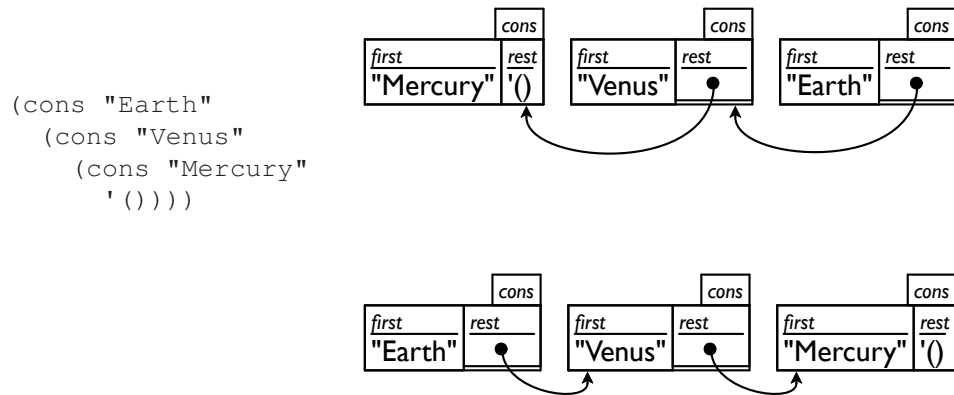 (cons "Earth"
(cons "Venus"
(cons "Mercury"
'())))
cons cons cons
first rest first rest first rest
"Mercury" '() "Venus" "Earth"
cons cons cons
first rest first rest first rest
"Earth" "Venus" "Mercury" '()